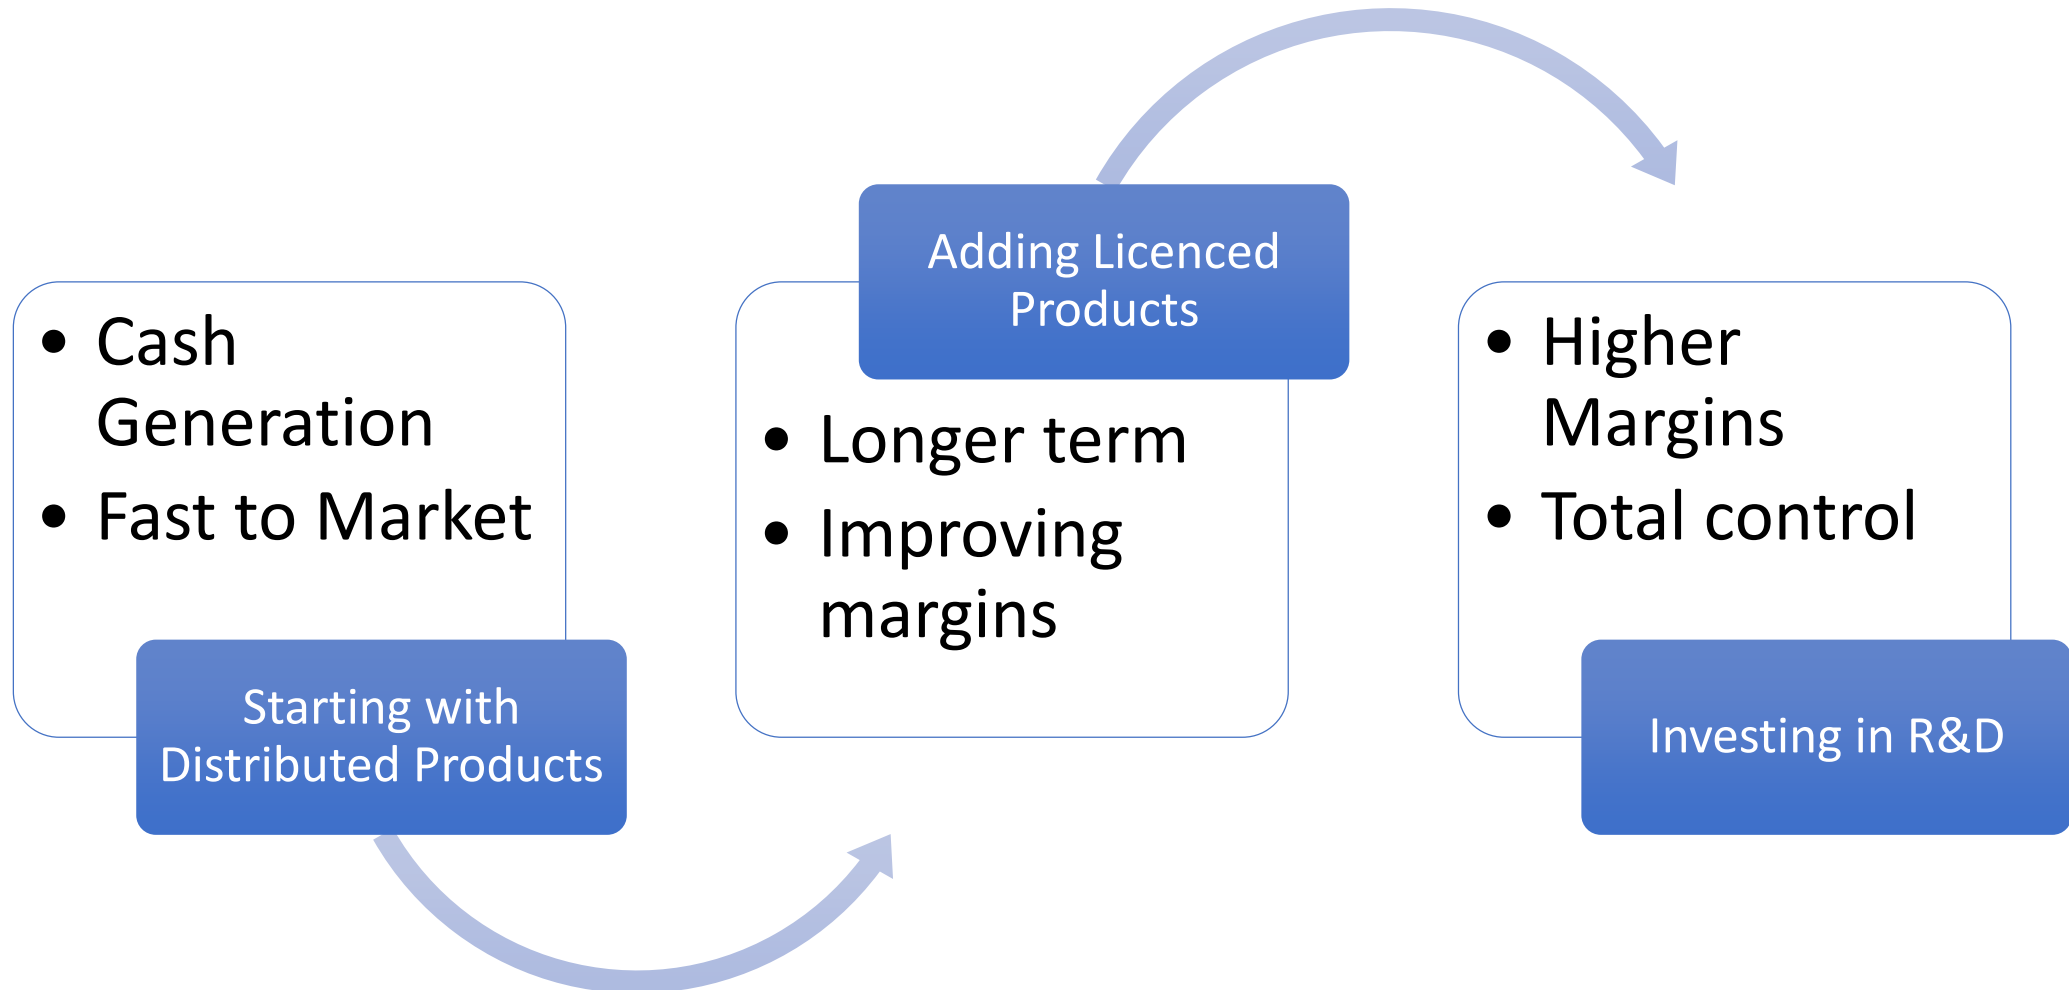 • Cash
Generation
• Fast to Market
Starting with
Distributed Products
Adding Licenced
Products
• Longer term
• Improving
margins
• Higher
Margins
• Total control
Investing in R&D